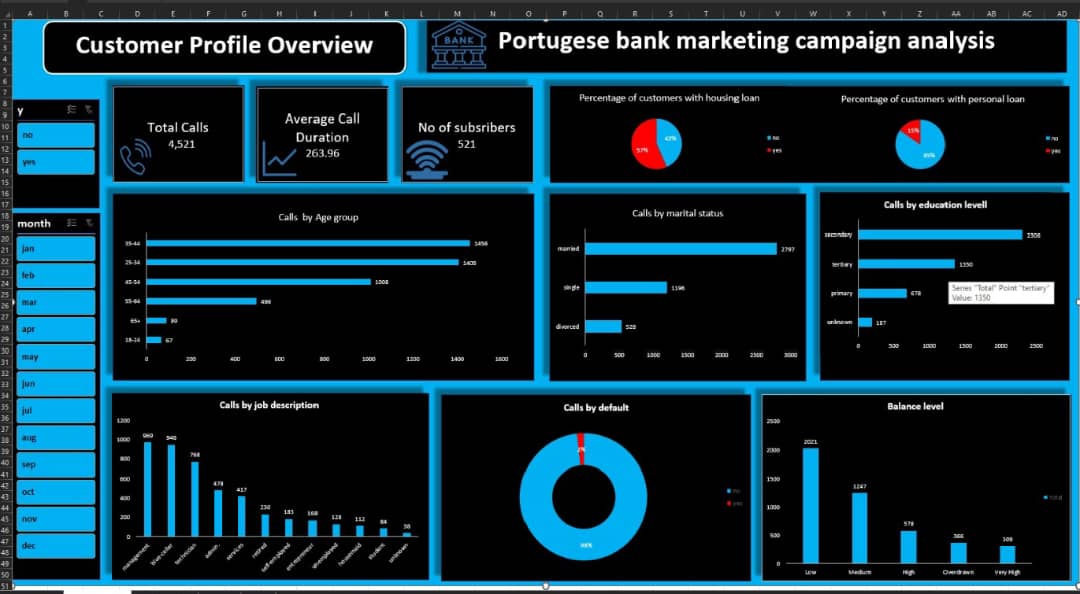 A B C D E F G H I J K L M N O P Q R S T U V W X Y Z AA AB AC AD
Customer Profile Overview
BANK
Portugese bank marketing campaign analysis
y
no
yes
Total Calls
4,521
Average Call
Duration
263.96
No of subsribers
521
Percentage of customers with housing loan
43%
57%
no
yes
Percentage of customers with personal loan
15%
85%
no
yes
month
jan
feb
mar
apr
may
jun
jul
aug
sep
oct
nov
dec
Calls by Age group
35-44
25-34
1405
45-54
1008
55-64
65+
18-24
67
0 200 400 600 800 1000 1200 1400 1600
Calls by marital status
married 2797
single 1196
divorced 528
0 500 1000 1500 2000 2500 3000
Calls by education levell
secondary 2306
tertiary 1350
primary 678
unknown 187
0 500 1000 1500 2000 2500
Series "Total" Point "tertiary"
Value: 1350
Calls by job description
1200
1000
800
600
400
200
0
969 946 768 478 417 230 183 168 128 112 84 38
management blue-collar technician admin. services retired self-employed entrepreneur unemployed housemaid student unknown
Calls by default
2%
98%
no
yes
Balance level
2500
2000
1500
1000
500
0
2021
1247
578
366
309
Low Medium High Overdrawn Very High
Total